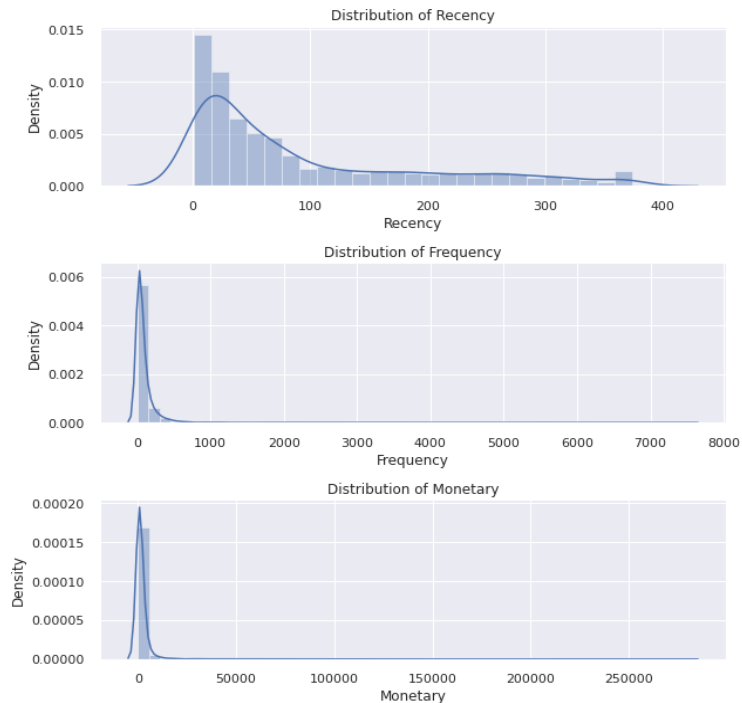 Distribution of Recency
0.015
0.010
0.005
0.000
Density
0 100 200 300 400
Recency
Distribution of Frequency
0.006
0.004
0.002
0.000
Density
0 1000 2000 3000 4000 5000 6000 7000 8000
Frequency
Distribution of Monetary
0.00020
0.00015
0.00010
0.00005
0.00000
Density
0 50000 100000 150000 200000 250000
Monetary